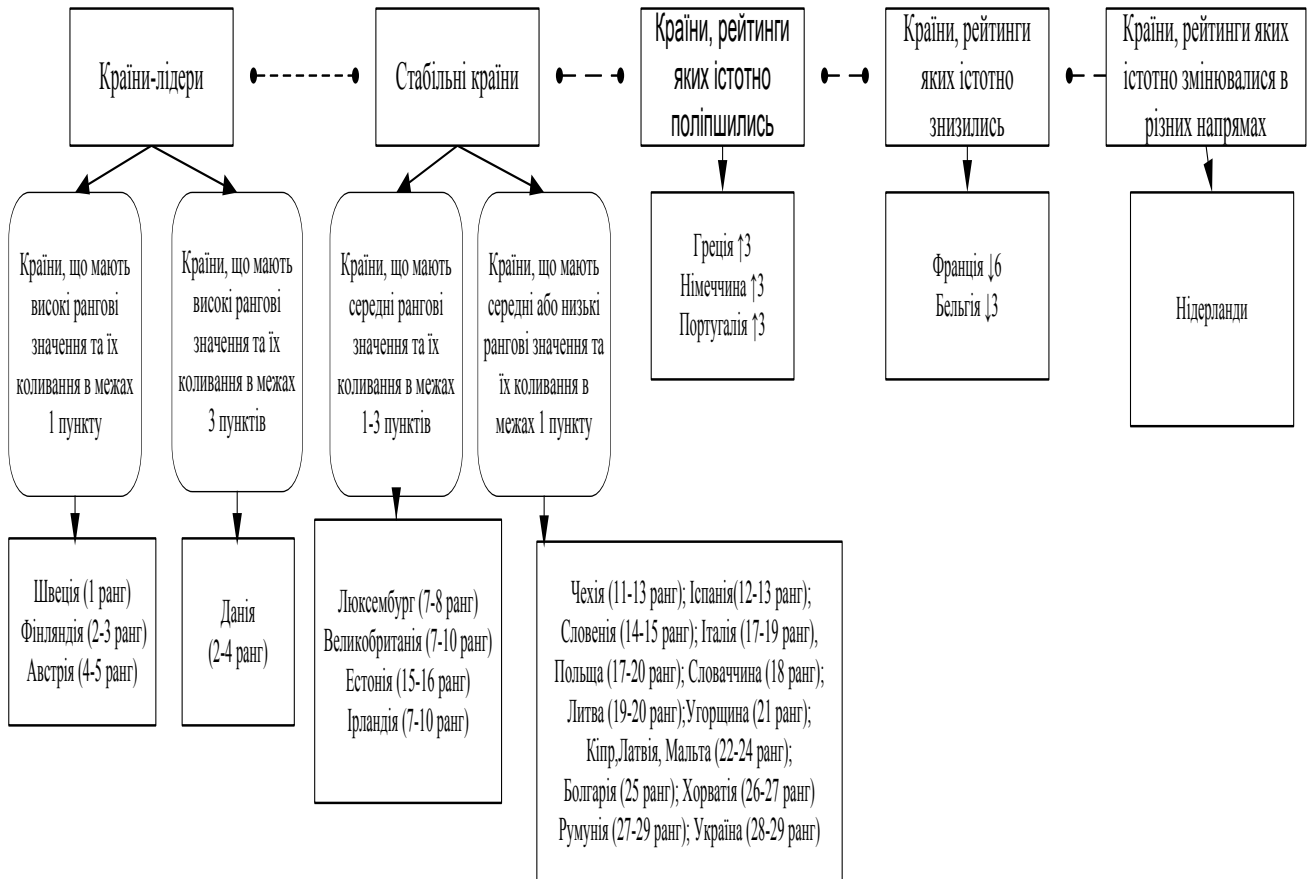 Країни-лідери
Стабільні країни
Країни, рейтинги
яких істотно
поліпшились
Країни, рейтинги
яких істотно
знизились
Країни, рейтинги яких
істотно змінювалися в
різних напрямах
Країни, що мають
високі рангові
значення та їх
коливання в межах
1 пункту
Країни, що мають
високі рангові
значення та їх
коливання в межах
3 пунктів
Країни, що мають
середні рангові
значення та їх
коливання в межах
1-3 пунктів
Країни, що мають
середні або низькі
рангові значення та
їх коливання в
межах 1 пункту
Греція ↑3
Німеччина ↑3
Португалія ↑3
Франція ↓6
Бельгія ↓3
Нідерланди
Швеція (1 ранг)
Фінляндія (2-3 ранг)
Австрія (4-5 ранг)
Данія
(2-4 ранг)
Люксембург (7-8 ранг)
Великобританія (7-10 ранг)
Естонія (15-16 ранг)
Ірландія (7-10 ранг)
Чехія (11-13 ранг); Іспанія(12-13 ранг);
Словенія (14-15 ранг); Італія (17-19 ранг),
Польща (17-20 ранг); Словаччина (18 ранг);
Литва (19-20 ранг);Угорщина (21 ранг);
Кіпр,Латвія, Мальта (22-24 ранг);
Болгарія (25 ранг); Хорватія (26-27 ранг)
Румунія (27-29 ранг); Україна (28-29 ранг)